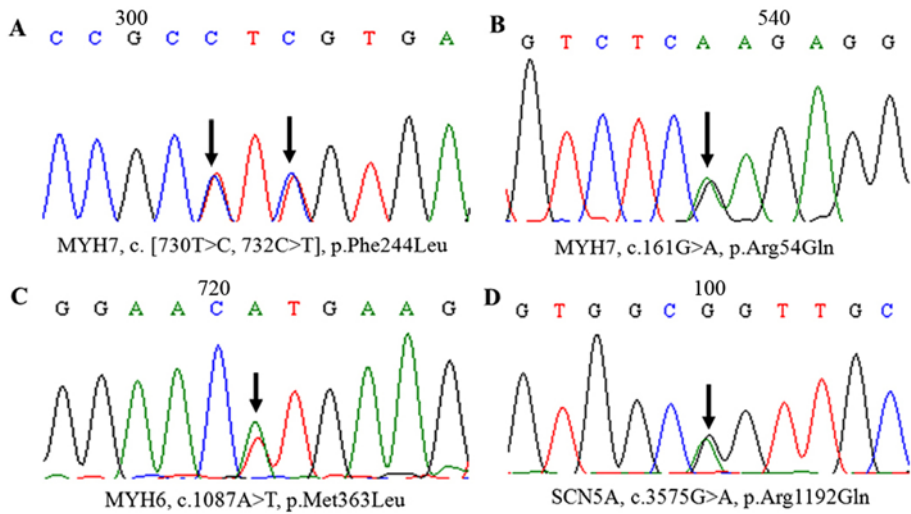 A
300
C C G C C T C G T G A
MYH7, c. [730T>C, 732C>T], p.Phe244Leu
B
540
G T C T C A A G A G G
MYH7, c.161G>A, p.Arg54Gln
C
720
G G A A C A T G A A G
MYH6, c.1087A>T, p.Met363Leu
D
100
G T G G C G G T T G C
SCN5A, c.3575G>A, p.Arg1192Gln